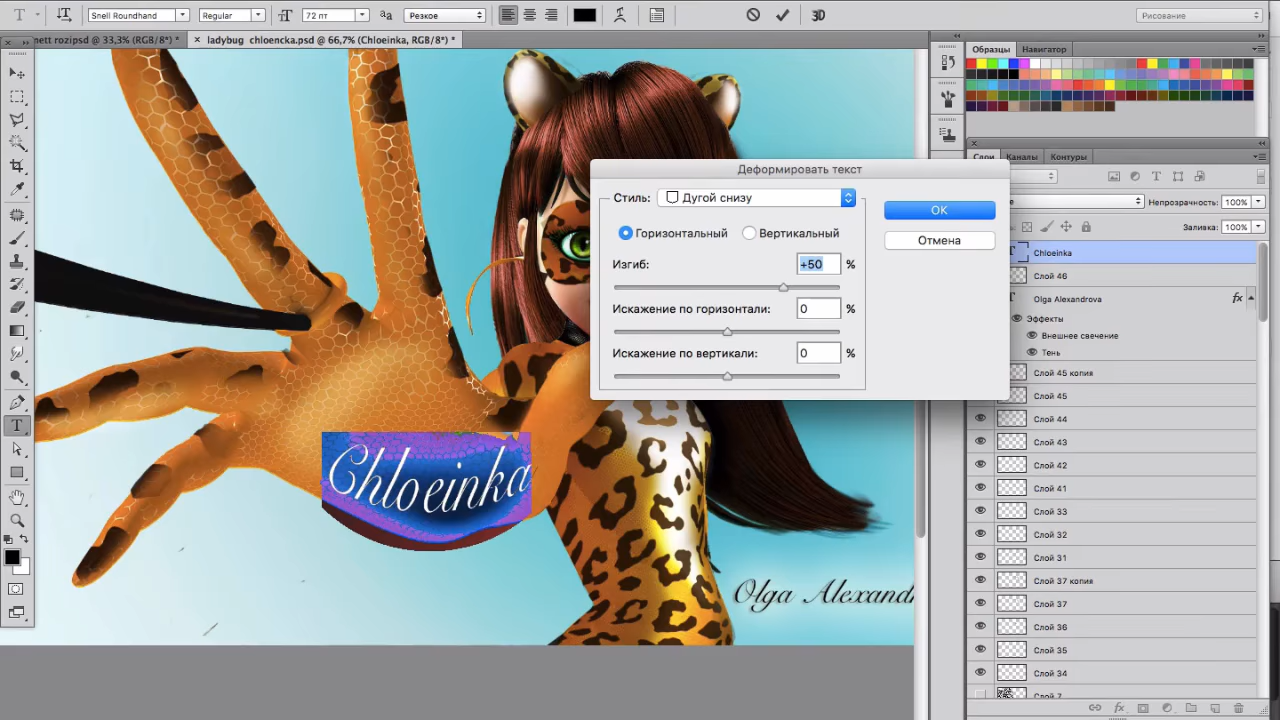 Snell Roundhand
Regular
72 пт
aа
Резкое
3D
Рисование
nett rozipsd @ 33,3% (RGB/8*) *
× ladybug chloencka.psd @ 66,7% (Chloeinka, RGB/8*) *
Образцы
Навигатор
Слои
Каналы
Контуры
Непрозрачность: 100%
Заливка: 100%
Деформировать текст
Стиль:
Дугой снизу
Горизонтальный
Вертикальный
Изгиб:
+50
%
Искажение по горизонтали:
0
%
Искажение по вертикали:
0
%
OK
Отмена
Chloeinka
Слой 46
Olga Alexandrova
fx
Эффекты
Внешнее свечение
Тень
Слой 45 копия
Слой 45
Слой 44
Слой 43
Слой 42
Слой 41
Слой 33
Слой 32
Слой 31
Слой 37 копия
Слой 37
Слой 36
Слой 35
Слой 34
Слой 7
fx
Chloeinka
Olga Alexandr